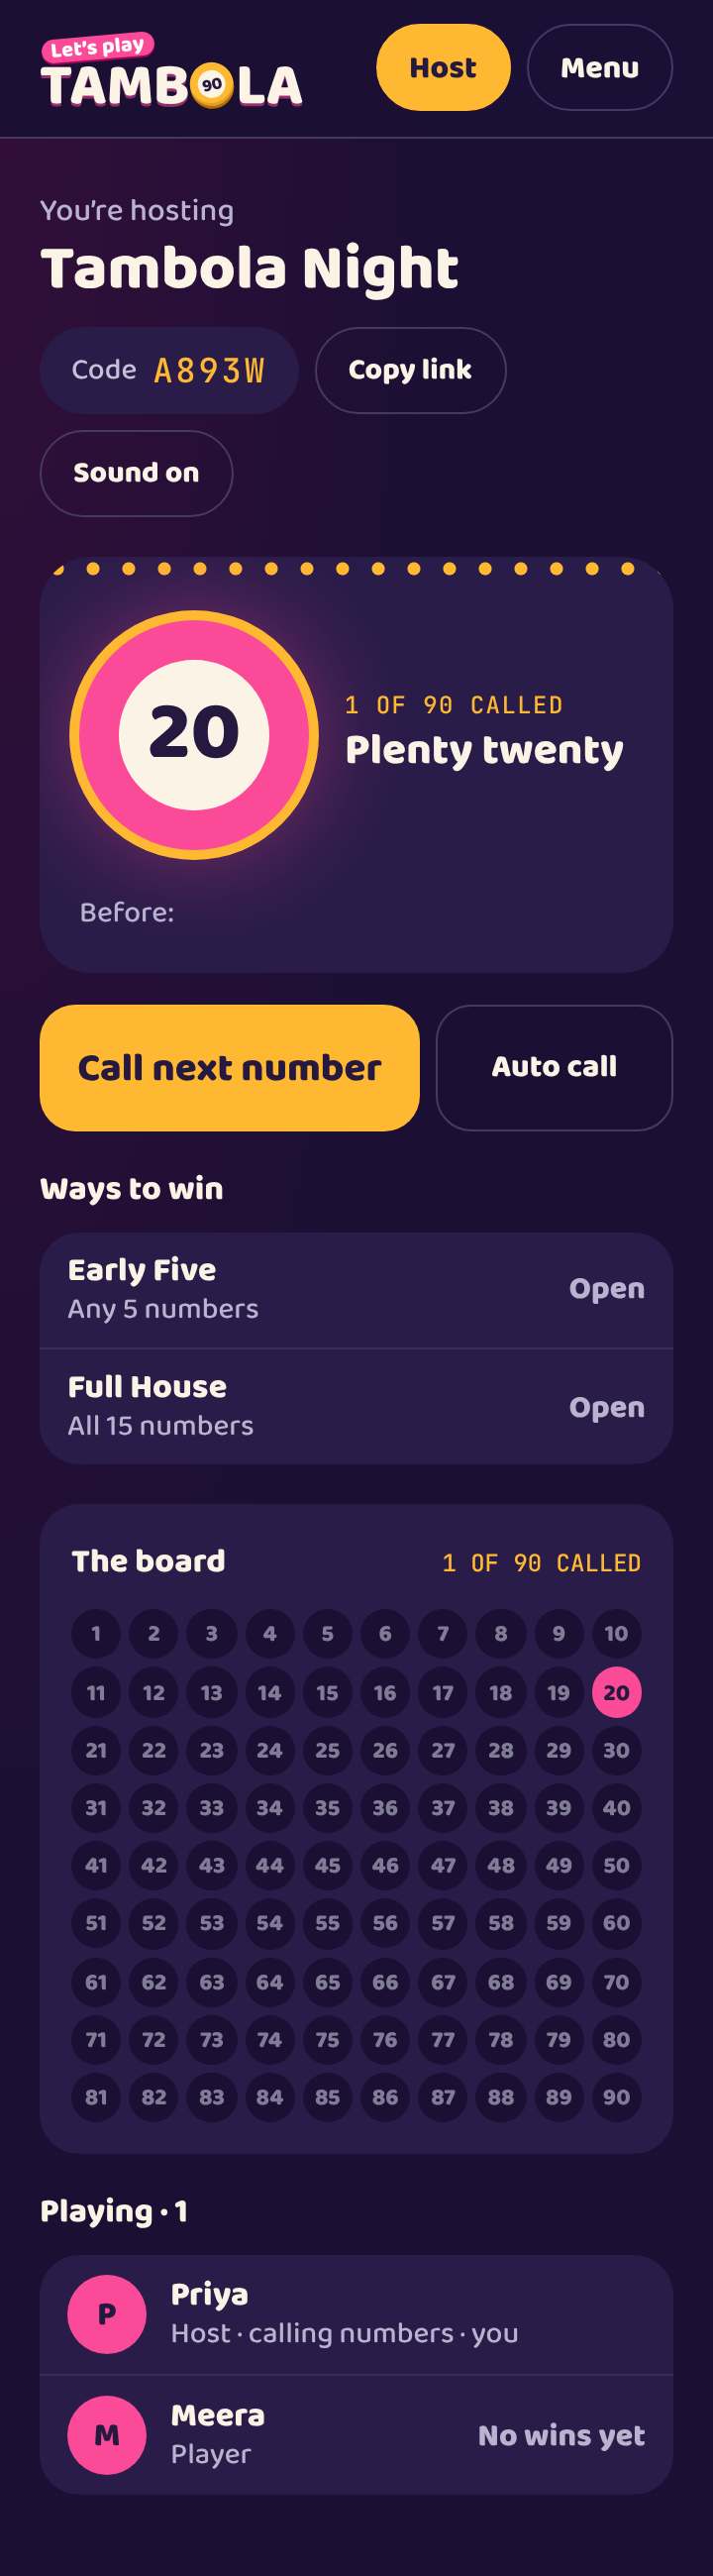 Let's play
TAMBOLA
90
Host
Menu
You're hosting
Tambola Night
Code A893W
Copy link
Sound on
20
1 OF 90 CALLED
Plenty twenty
Before:
Call next number
Auto call
Ways to win
Early Five
Any 5 numbers
Open
Full House
All 15 numbers
Open
The board
1 OF 90 CALLED
1 2 3 4 5 6 7 8 9 10
11 12 13 14 15 16 17 18 19 20
21 22 23 24 25 26 27 28 29 30
31 32 33 34 35 36 37 38 39 40
41 42 43 44 45 46 47 48 49 50
51 52 53 54 55 56 57 58 59 60
61 62 63 64 65 66 67 68 69 70
71 72 73 74 75 76 77 78 79 80
81 82 83 84 85 86 87 88 89 90
Playing · 1
P
Priya
Host · calling numbers · you
M
Meera
Player
No wins yet